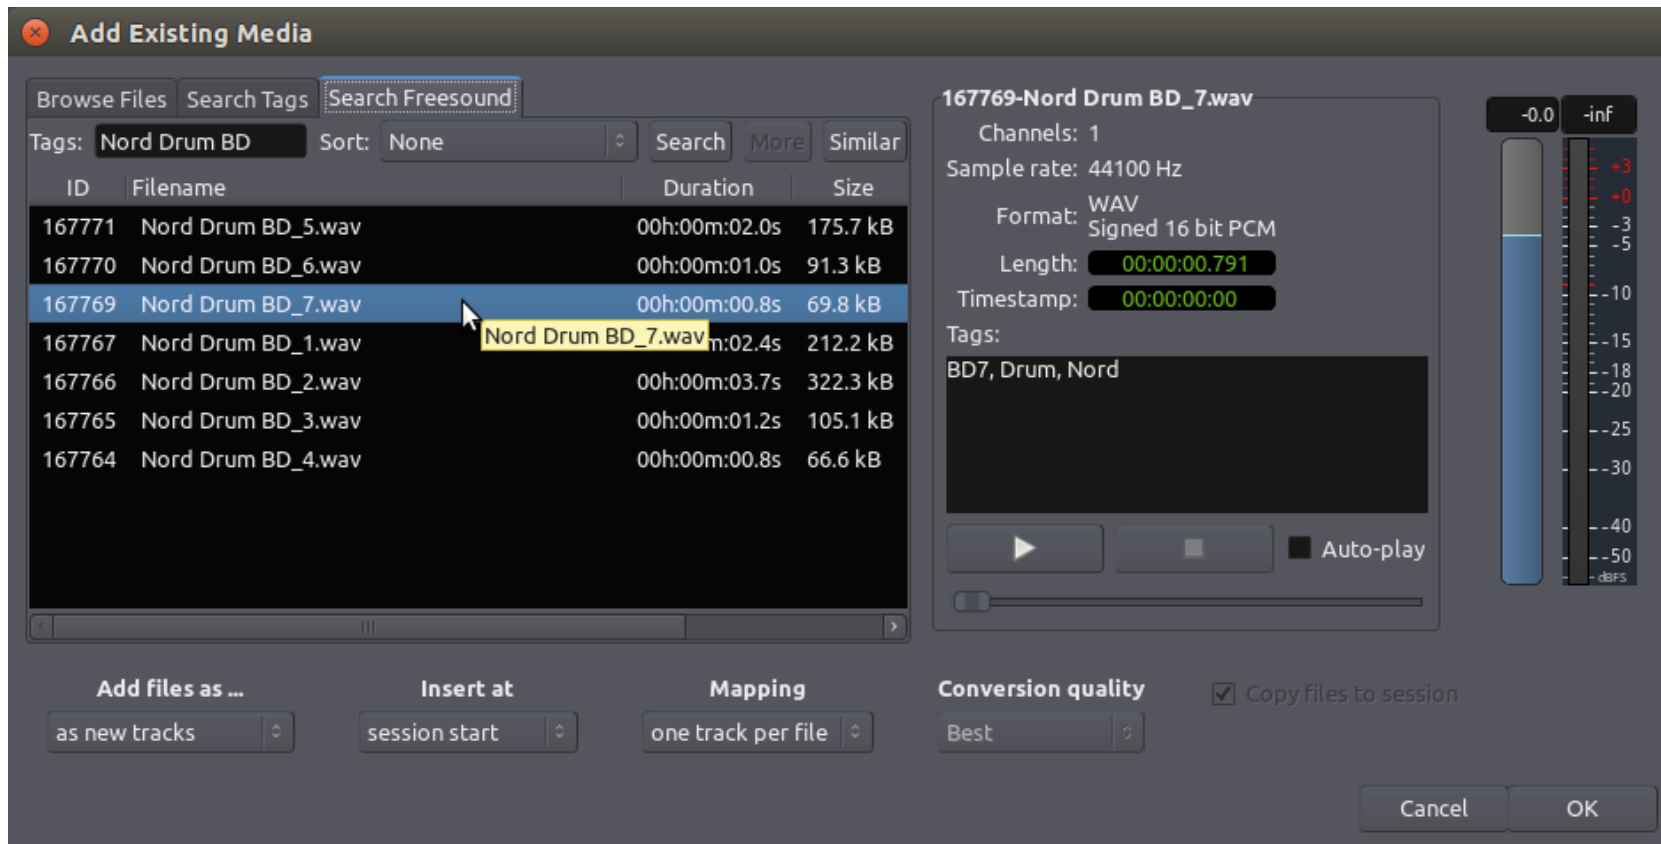 Add Existing Media
Browse Files Search Tags Search Freesound
Tags: Nord Drum BD Sort: None Search More Similar
ID Filename Duration Size
167771 Nord Drum BD_5.wav 00h:00m:02.0s 175.7 kB
167770 Nord Drum BD_6.wav 00h:00m:01.0s 91.3 kB
167769 Nord Drum BD_7.wav 00h:00m:00.8s 69.8 kB
Nord Drum BD_7.wav
167767 Nord Drum BD_1.wav m:02.4s 212.2 kB
167766 Nord Drum BD_2.wav 00h:00m:03.7s 322.3 kB
167765 Nord Drum BD_3.wav 00h:00m:01.2s 105.1 kB
167764 Nord Drum BD_4.wav 00h:00m:00.8s 66.6 kB
167769-Nord Drum BD_7.wav
Channels: 1
Sample rate: 44100 Hz
Format: WAV
Signed 16 bit PCM
Length: 00:00:00.791
Timestamp: 00:00:00:00
Tags:
BD7, Drum, Nord
Auto-play
-0.0 -inf
+3
+0
-3
-5
-10
-15
-18
-20
-25
-30
-40
-50
dBFS
Add files as ... Insert at Mapping Conversion quality Copy files to session
as new tracks session start one track per file Best
Cancel OK